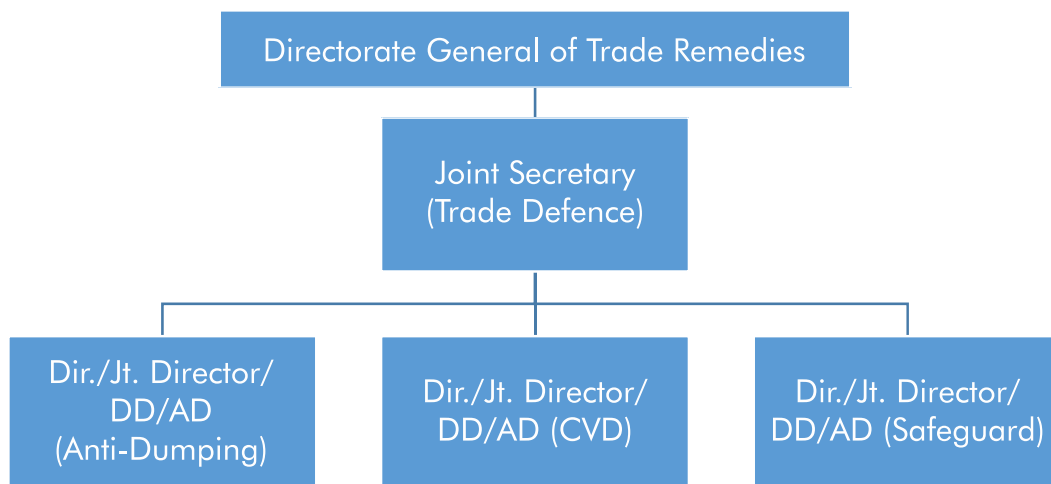 Directorate General of Trade Remedies
Joint Secretary
(Trade Defence)
Dir./Jt. Director/
DD/AD
(Anti-Dumping)
Dir./Jt. Director/
DD/AD (CVD)
Dir./Jt. Director/
DD/AD (Safeguard)